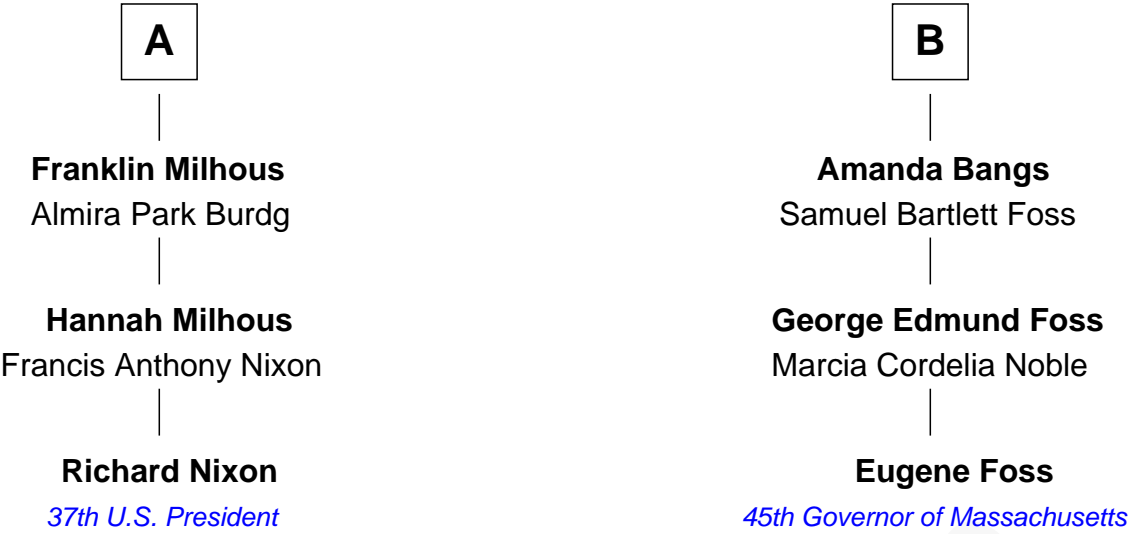 A
Franklin Milhous
Almira Park Burdg
Hannah Milhous
Francis Anthony Nixon
Richard Nixon
37th U.S. President
B
Amanda Bangs
Samuel Bartlett Foss
George Edmund Foss
Marcia Cordelia Noble
Eugene Foss
45th Governor of Massachusetts